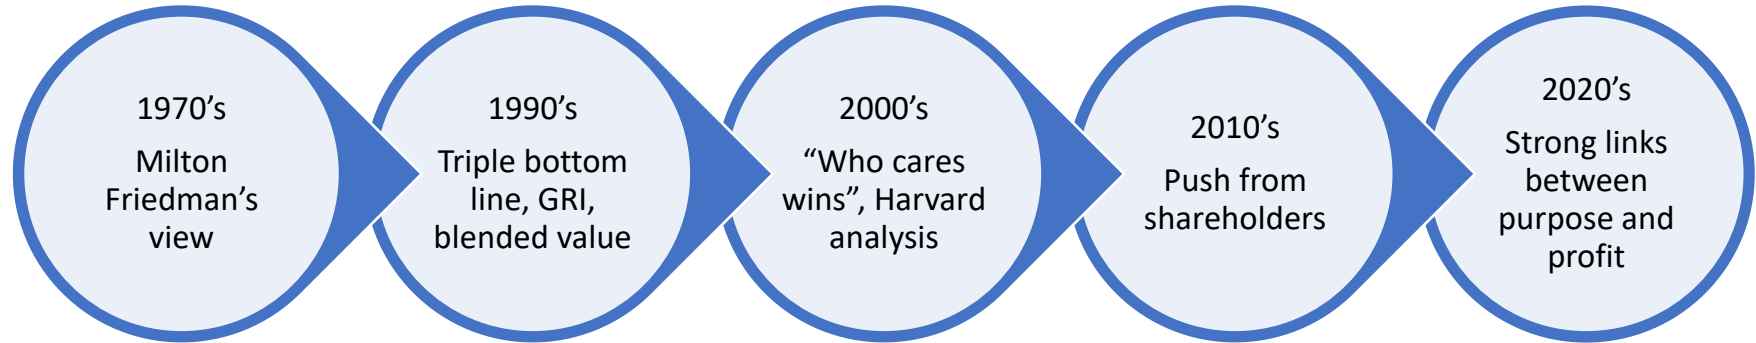 1970’s
Milton
Friedman’s
view
1990’s
Triple bottom
line, GRI,
blended value
2000’s
“Who cares
wins”, Harvard
analysis
2010’s
Push from
shareholders
2020’s
Strong links
between
purpose and
profit